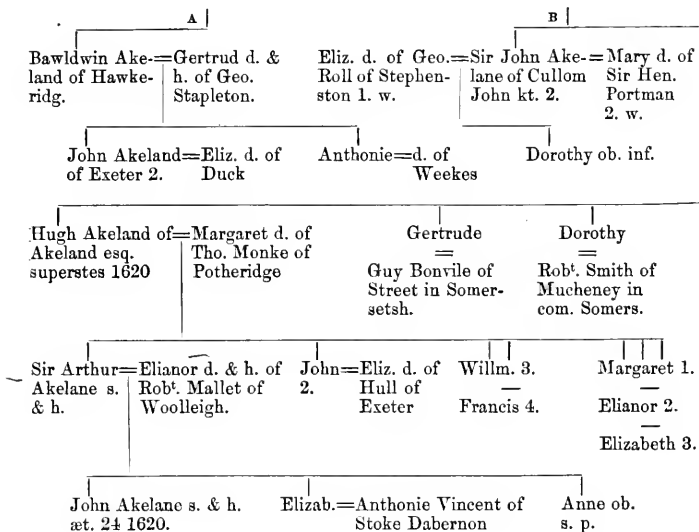 A B
Bawldwin Ake-=Gertrud d. & Eliz. d. of Geo.=Sir John Ake-=Mary d. of
land of Hawke- h. of Geo. Roll of Stephen- lane of Cullom Sir Hen.
ridg. Stapleton. ston 1. w. John kt. 2. Portman
2. w.
John Akeland=Eliz. d. of Anthonie=d. of Dorothy ob. inf.
of Exeter 2. Duck Weekes
Hugh Akeland of=Margaret d. of Gertrude Dorothy
Akeland esq. Tho. Monke of = =
superstes 1620 Potheridge Guy Bonvile of Robt. Smith of
Street in Somer- Mucheney in
setsh. com. Somers.
Sir Arthur=Elianor d. & h. of John=Eliz. d. of Willm. 3. Margaret 1.
Akelane s. Robt. Mallet of 2. Hull of — —
& h. Woolleigh. Exeter Francis 4. Elianor 2.
—
Elizabeth 3.
John Akelane s. & h. Elizab.=Anthonie Vincent of Anne ob.
æt. 24 1620. Stoke Dabernon s. p.